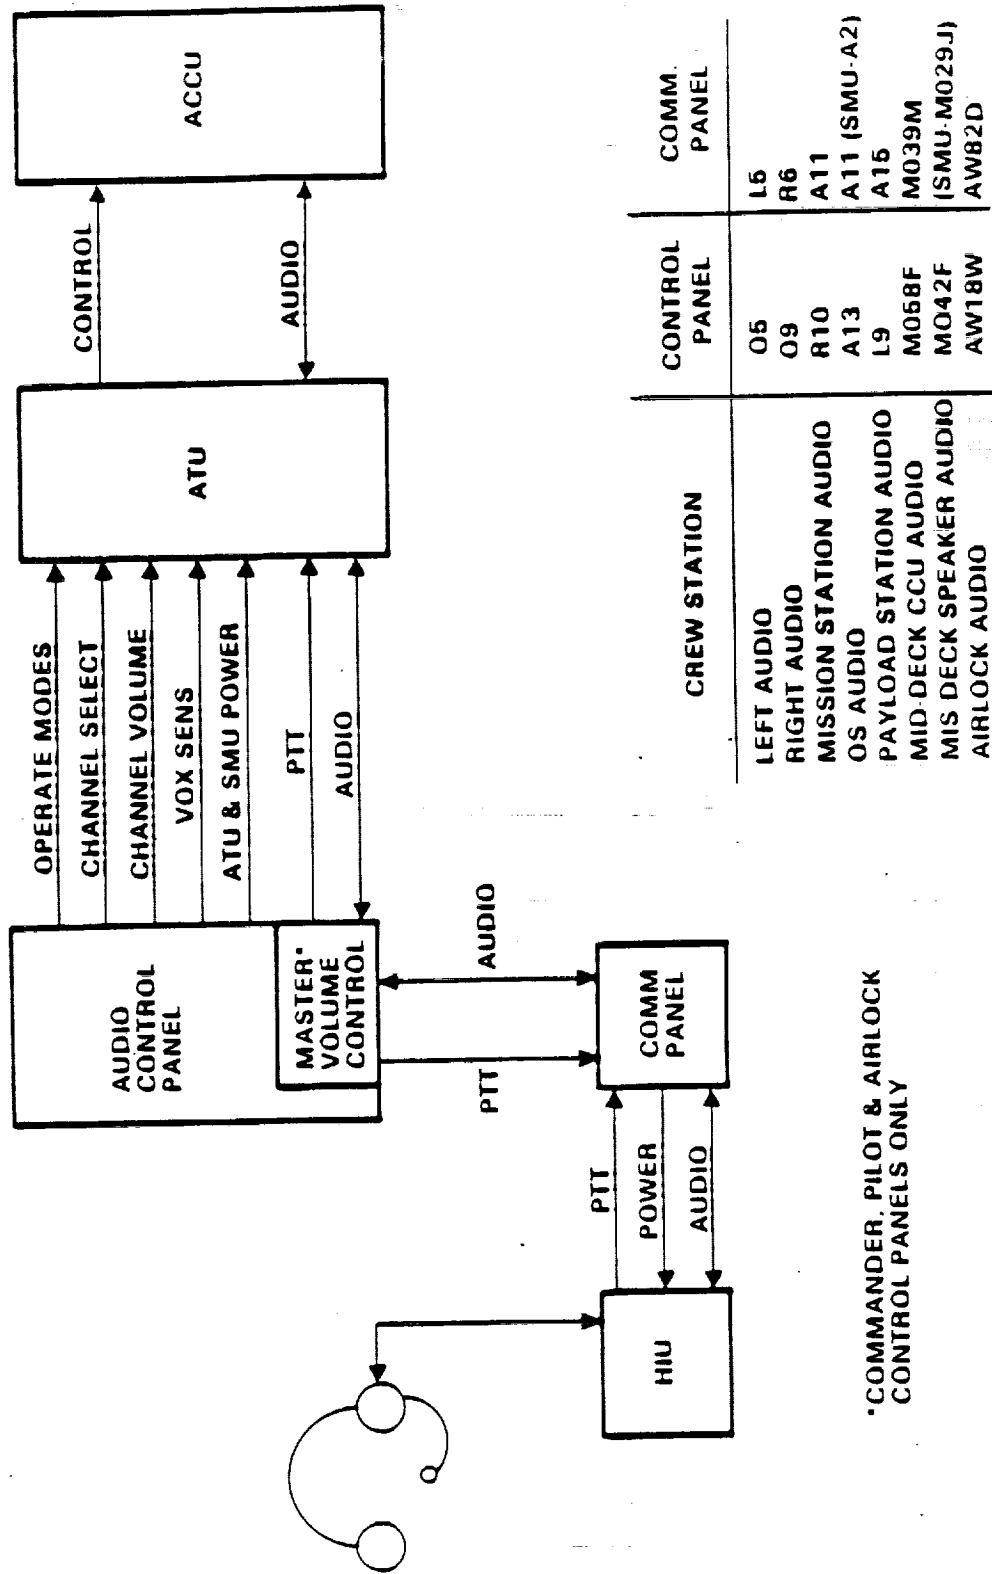 AUDIO
CONTROL
PANEL
MASTER*
VOLUME
CONTROL
OPERATE MODES
CHANNEL SELECT
CHANNEL VOLUME
VOX SENS
ATU & SMU POWER
PTT
AUDIO
ATU
CONTROL
AUDIO
ACCU
PTT
AUDIO
HIU
PTT
POWER
AUDIO
COMM
PANEL
*COMMANDER, PILOT & AIRLOCK
CONTROL PANELS ONLY
CREW STATION CONTROL PANEL COMM. PANEL
LEFT AUDIO O5 L5
RIGHT AUDIO O9 R6
MISSION STATION AUDIO R10 A11
OS AUDIO A13 A11 (SMU-A2)
PAYLOAD STATION AUDIO L9 A15
MID-DECK CCU AUDIO M058F M039M
MIS DECK SPEAKER AUDIO MO42F (SMU-M029J)
AIRLOCK AUDIO AW18W AW82D